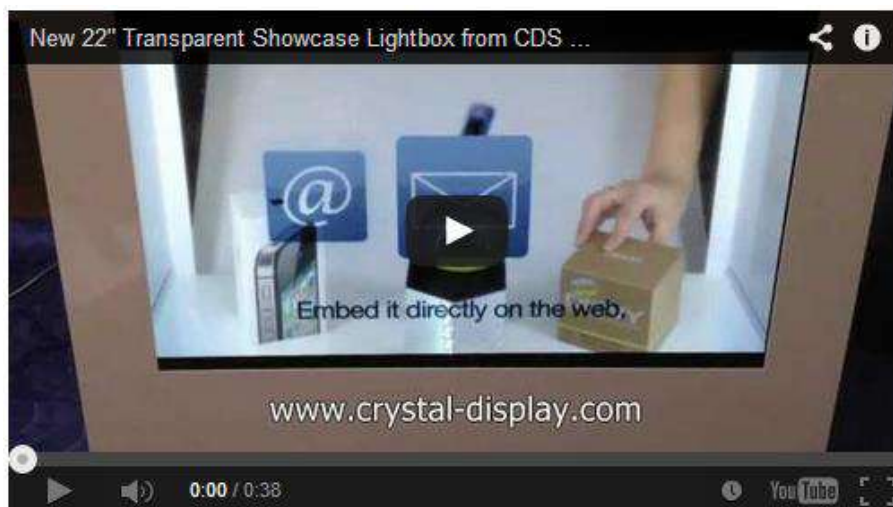 New 22" Transparent Showcase Lightbox from CDS ...
@
Embed it directly on the web,
www.crystal-display.com
0:00 / 0:38
YouTube